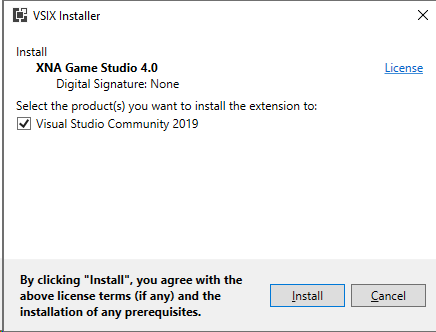 VSIX Installer
Install
XNA Game Studio 4.0
License
Digital Signature: None
Select the product(s) you want to install the extension to:
Visual Studio Community 2019
By clicking "Install", you agree with the
above license terms (if any) and the
installation of any prerequisites.
Install
Cancel